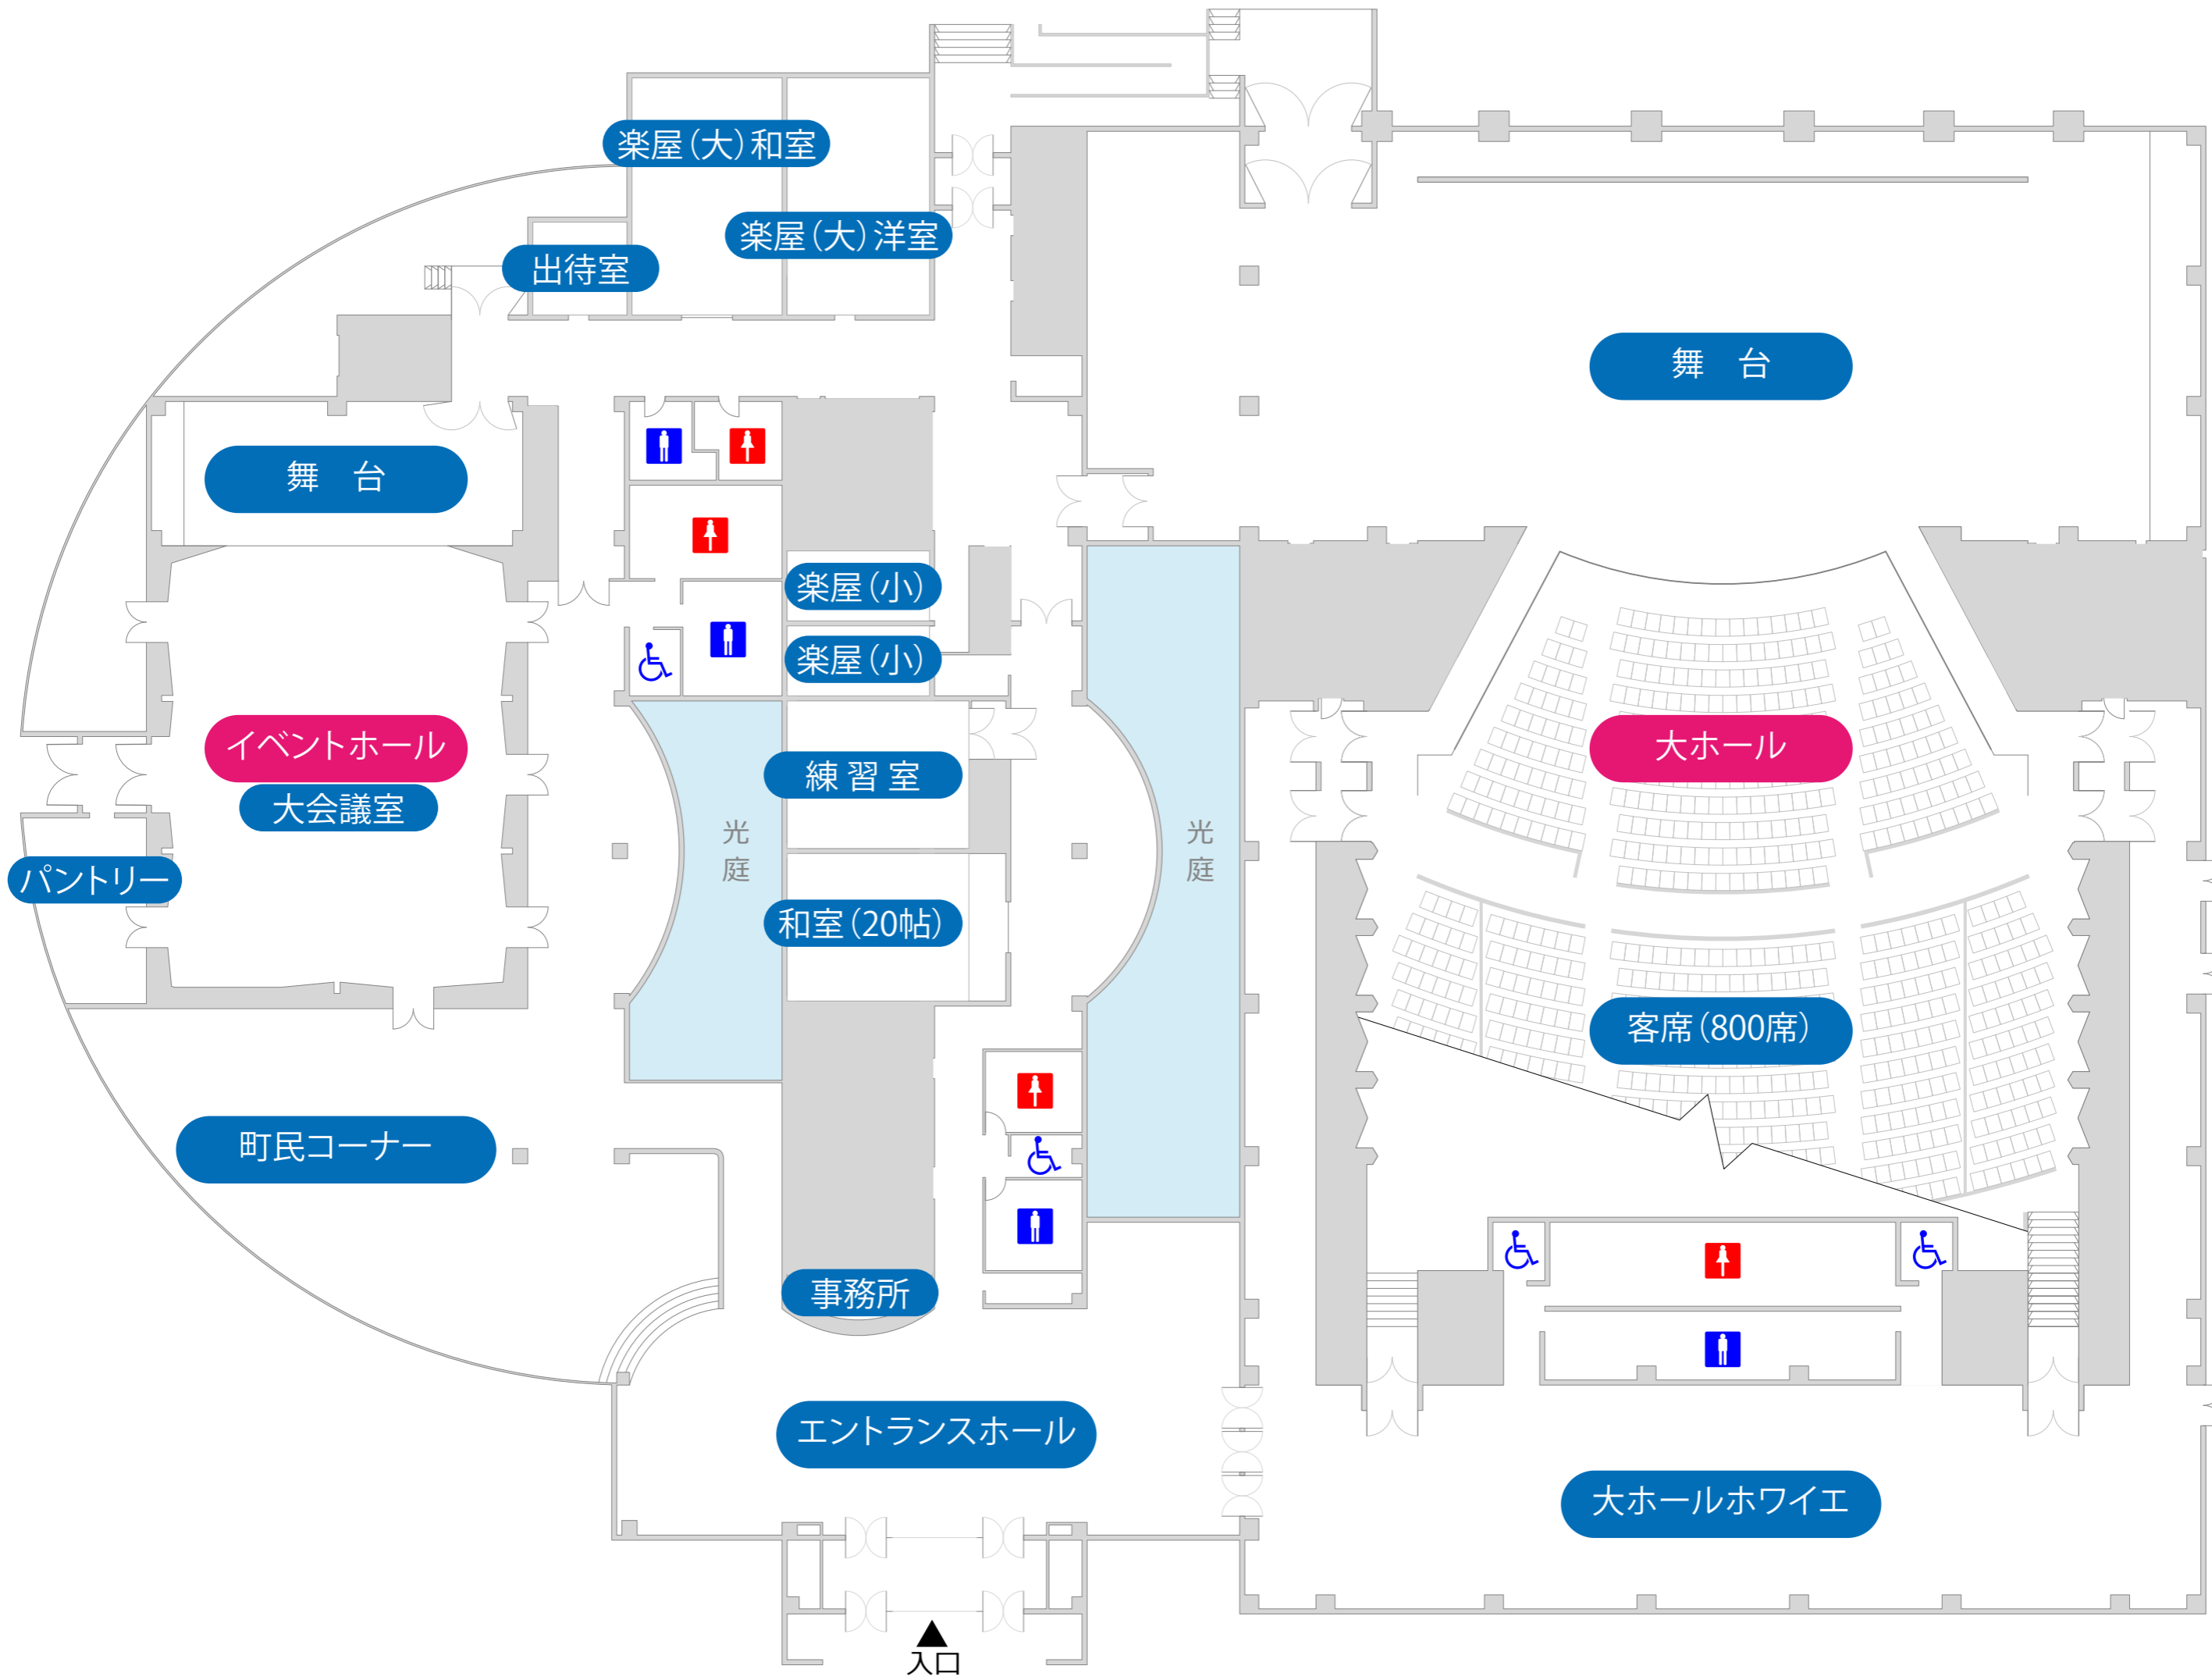 楽屋（大）和室
楽屋（大）洋室
出待室
舞　台
舞　台
楽屋（小）
楽屋（小）
イベントホール
大会議室
大ホール
練 習 室
光庭
光庭
パントリー
和室（20帖）
客席（800席）
町民コーナー
事務所
エントランスホール
大ホールホワイエ
入口